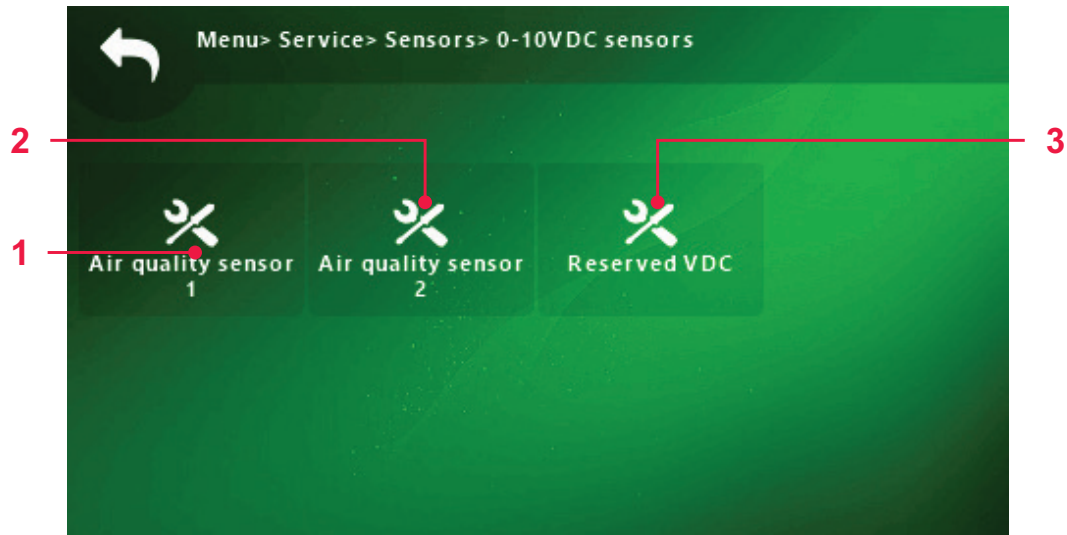 Menu> Service> Sensors> 0-10VDC sensors
2
3
1
Air quality sensor
1
Air quality sensor
2
Reserved VDC